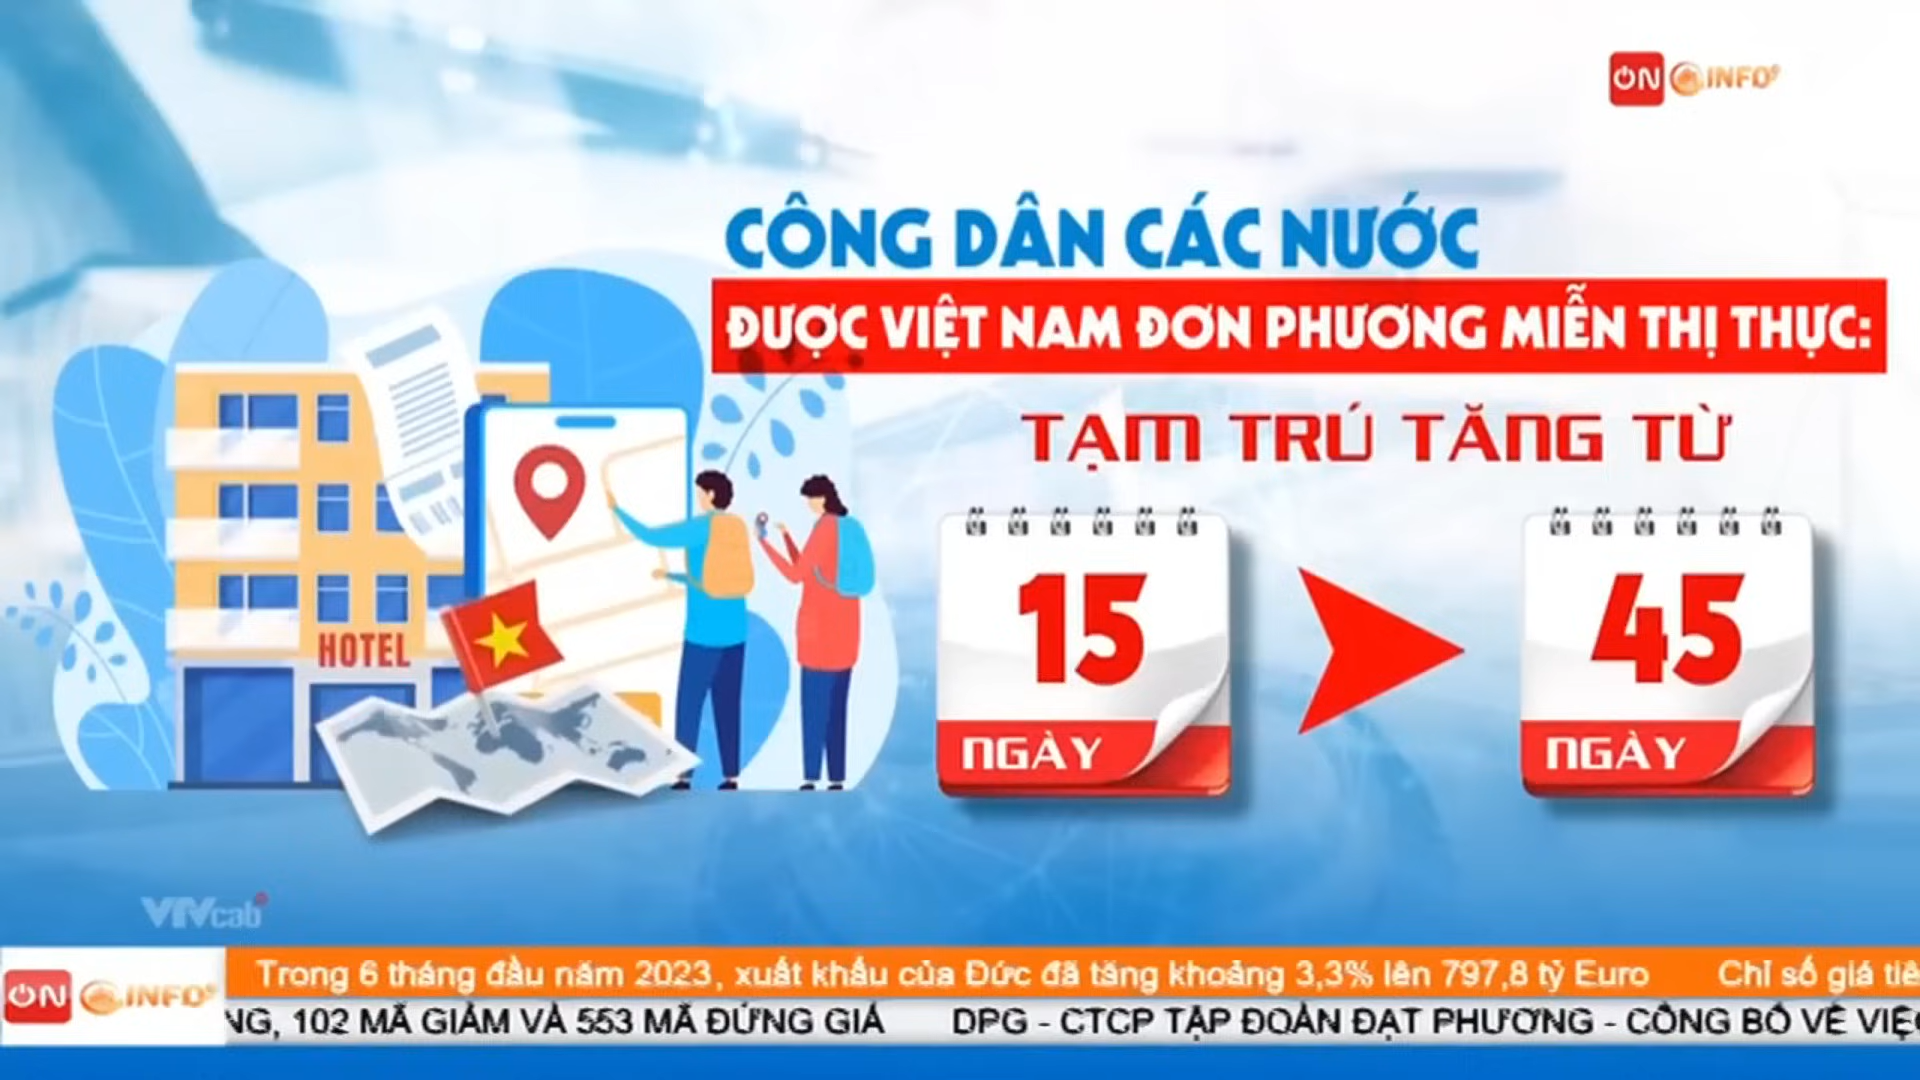 ON INFO
CÔNG DÂN CÁC NƯỚC
ĐƯỢC VIỆT NAM ĐƠN PHƯƠNG MIỄN THỊ THỰC:
TẠM TRÚ TĂNG TỪ
15
45
HOTEL
NGÀY
NGÀY
VTVcab
ON INFO
Trong 6 tháng đầu năm 2023, xuất khẩu của Đức đã tăng khoảng 3,3% lên 797,8 tỷ Euro Chỉ số giá tiê
NG, 102 MÃ GIẢM VÀ 553 MÃ ĐỨNG GIÁ DPG - CTCP TẬP ĐOÀN ĐẠT PHƯƠNG - CÔNG BỐ VỀ VIỆC